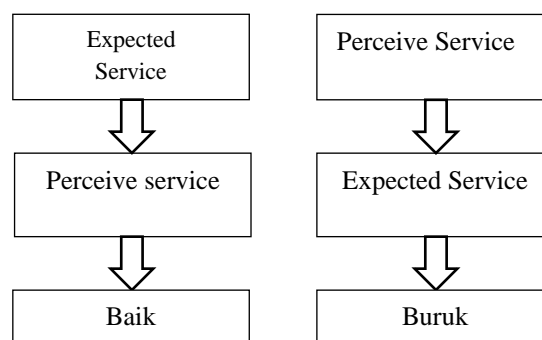 Expected
Service
Perceive service
Baik
Perceive Service
Expected Service
Buruk